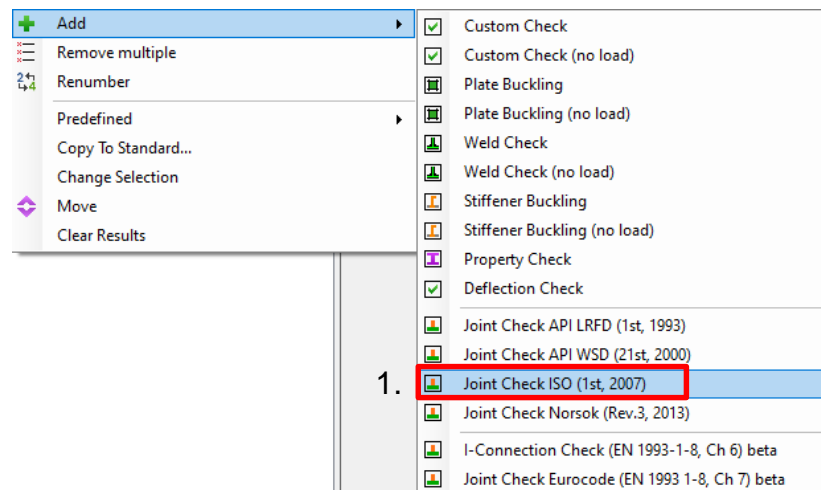 Add
Remove multiple
Renumber
Predefined
Copy To Standard...
Change Selection
Move
Clear Results
Custom Check
Custom Check (no load)
Plate Buckling
Plate Buckling (no load)
Weld Check
Weld Check (no load)
Stiffener Buckling
Stiffener Buckling (no load)
Property Check
Deflection Check
Joint Check API LRFD (1st, 1993)
Joint Check API WSD (21st, 2000)
1. Joint Check ISO (1st, 2007)
Joint Check Norsok (Rev.3, 2013)
I-Connection Check (EN 1993-1-8, Ch 6) beta
Joint Check Eurocode (EN 1993 1-8, Ch 7) beta